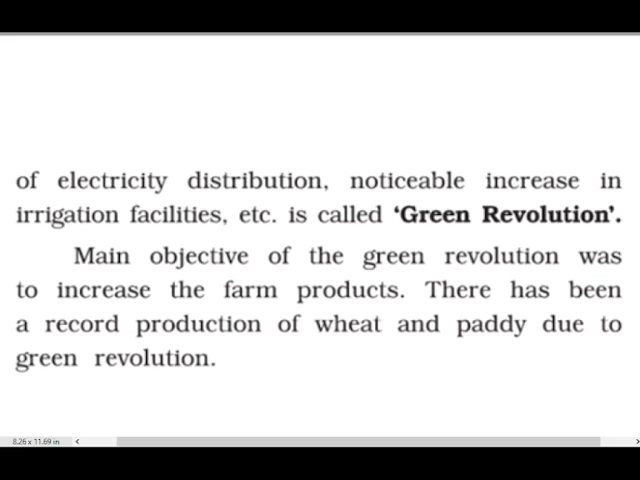 of electricity distribution, noticeable increase in
irrigation facilities, etc. is called ‘Green Revolution’.
Main objective of the green revolution was
to increase the farm products. There has been
a record production of wheat and paddy due to
green revolution.
8.26 x 11.69 in